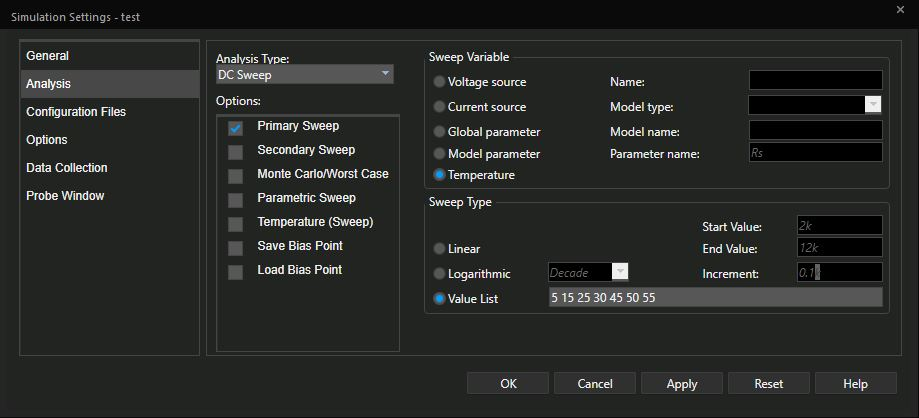 Simulation Settings - test
General
Analysis
Configuration Files
Options
Data Collection
Probe Window
Analysis Type:
DC Sweep
Options:
Primary Sweep
Secondary Sweep
Monte Carlo/Worst Case
Parametric Sweep
Temperature (Sweep)
Save Bias Point
Load Bias Point
Sweep Variable
Voltage source
Name:
Current source
Model type:
Global parameter
Model name:
Model parameter
Parameter name:
Rs
Temperature
Sweep Type
Start Value:
2k
Linear
End Value:
12k
Logarithmic
Decade
Increment:
0.1
Value List
5 15 25 30 45 50 55
OK
Cancel
Apply
Reset
Help